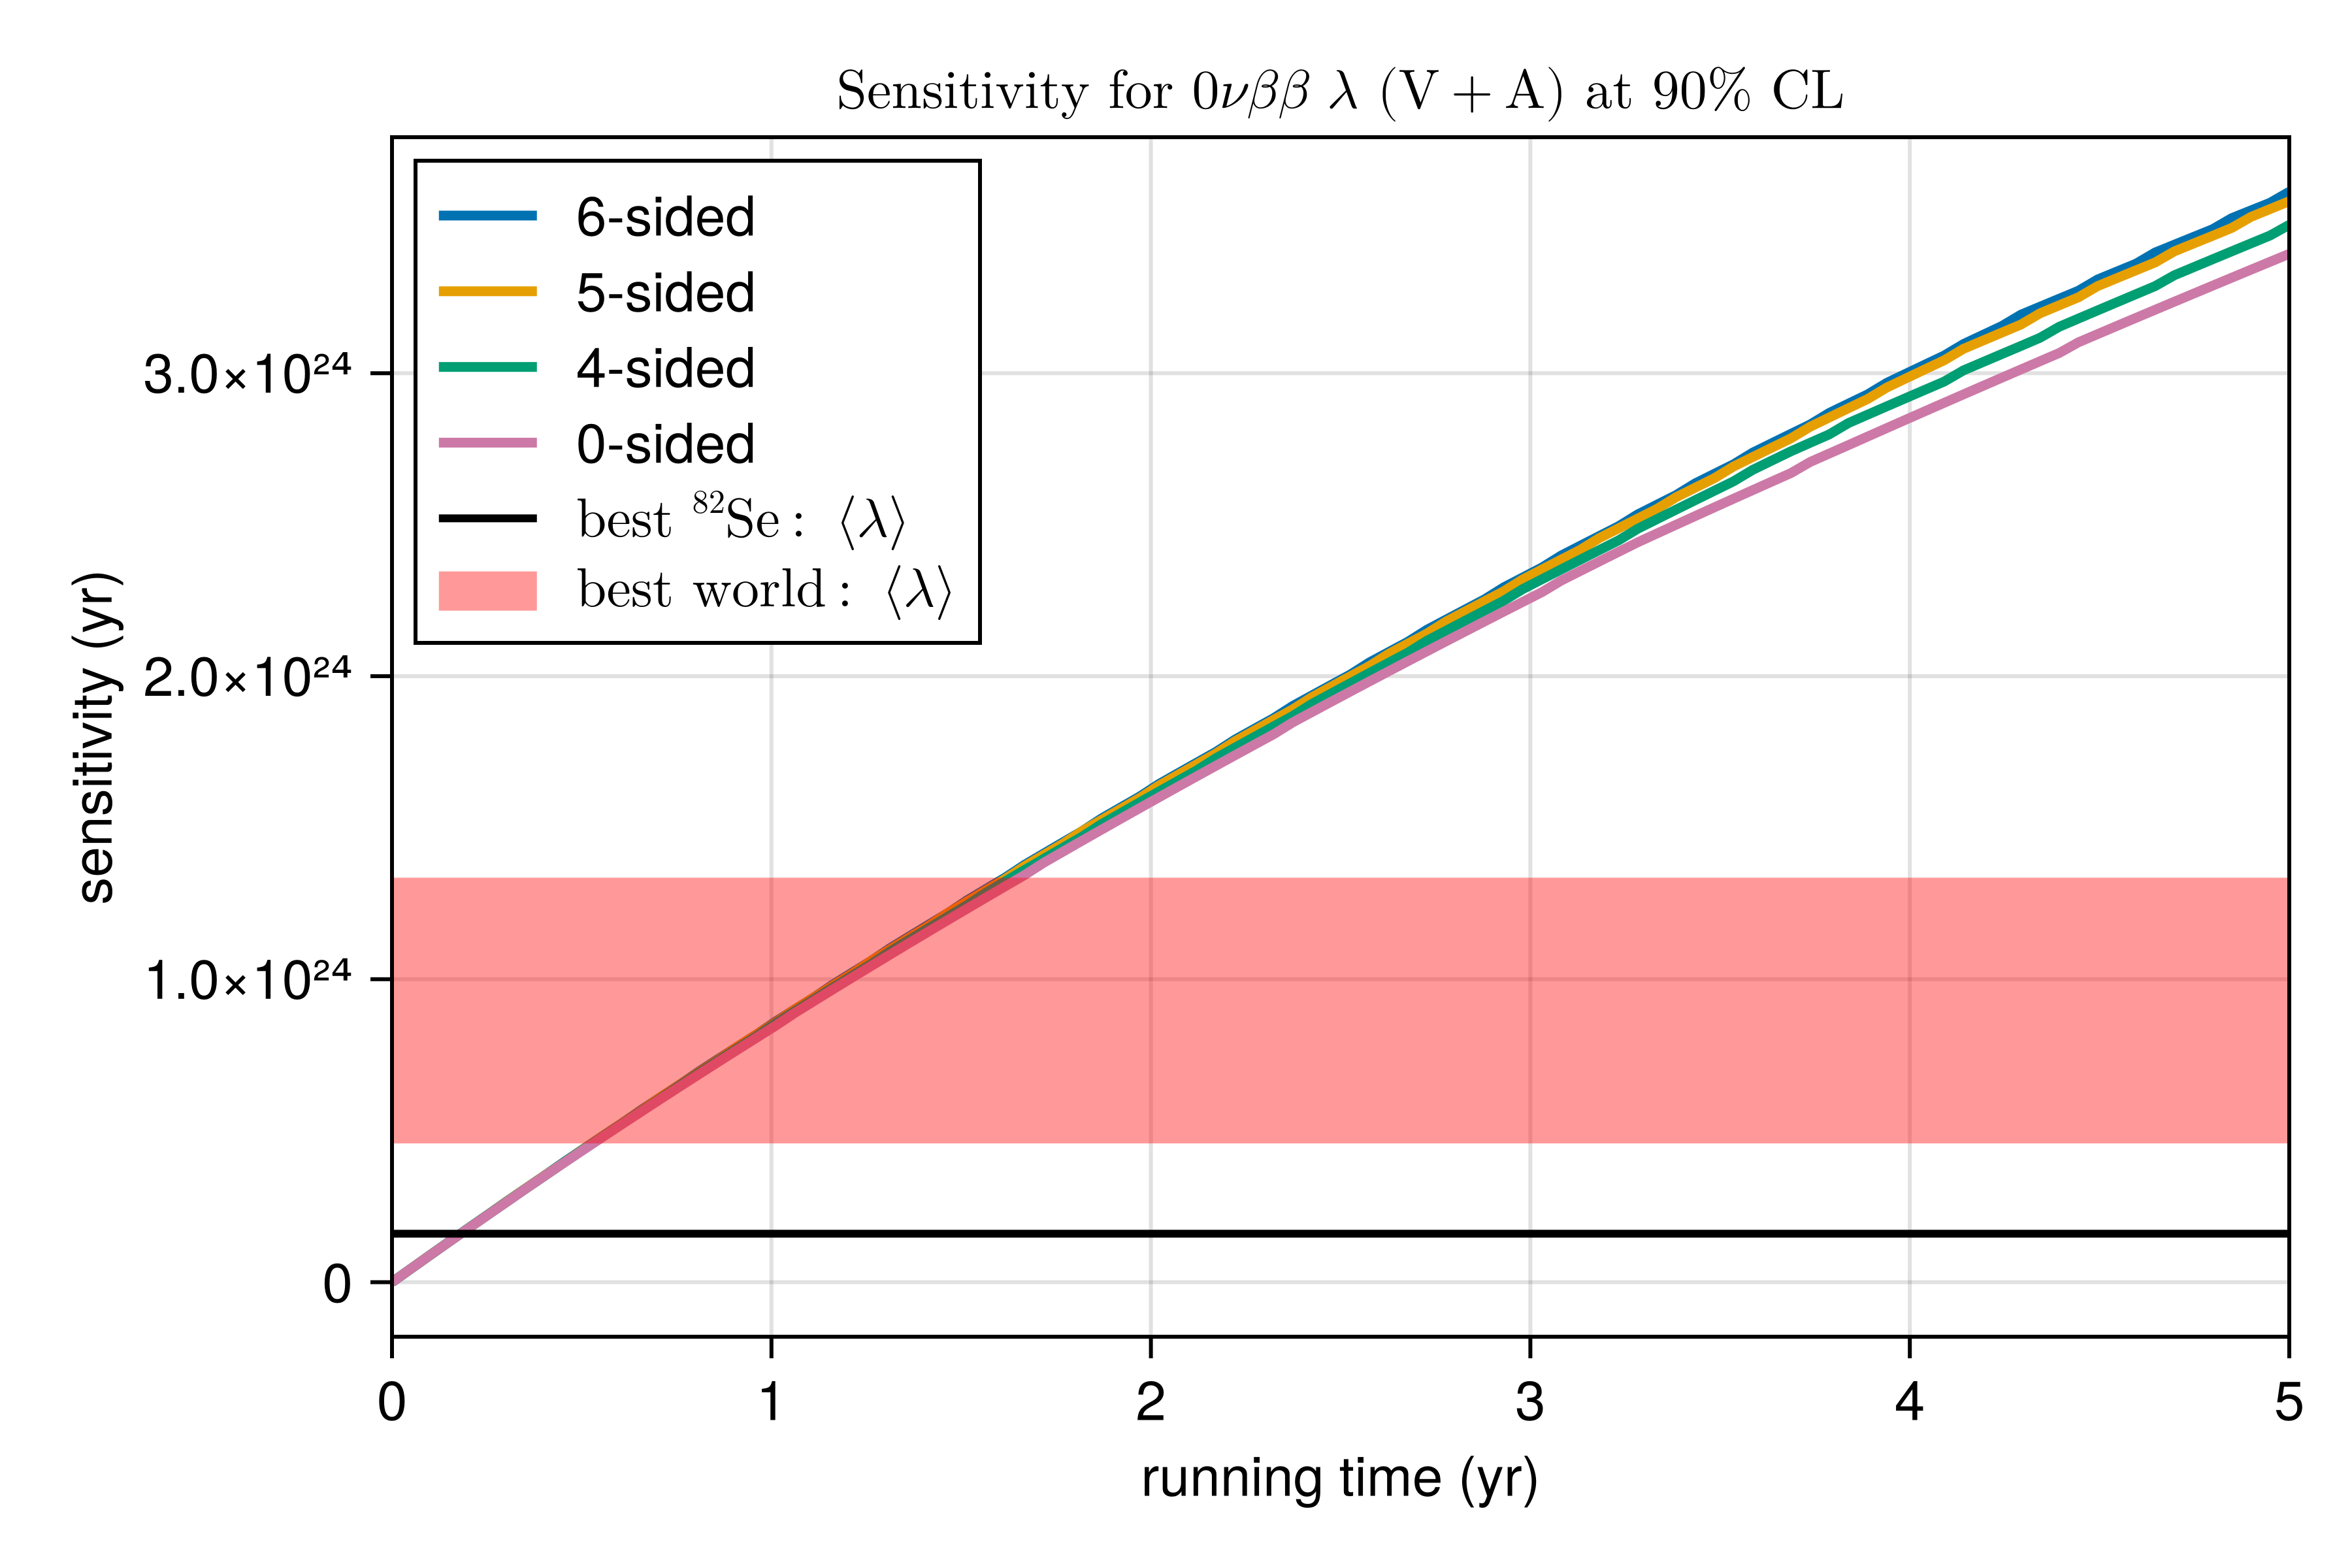 Sensitivity for 0νββ λ (V + A) at 90% CL
6-sided
5-sided
4-sided
0-sided
best ⁸²Se : ⟨λ⟩
best world : ⟨λ⟩
sensitivity (yr)
3.0×10²⁴
2.0×10²⁴
1.0×10²⁴
0
0 1 2 3 4 5
running time (yr)